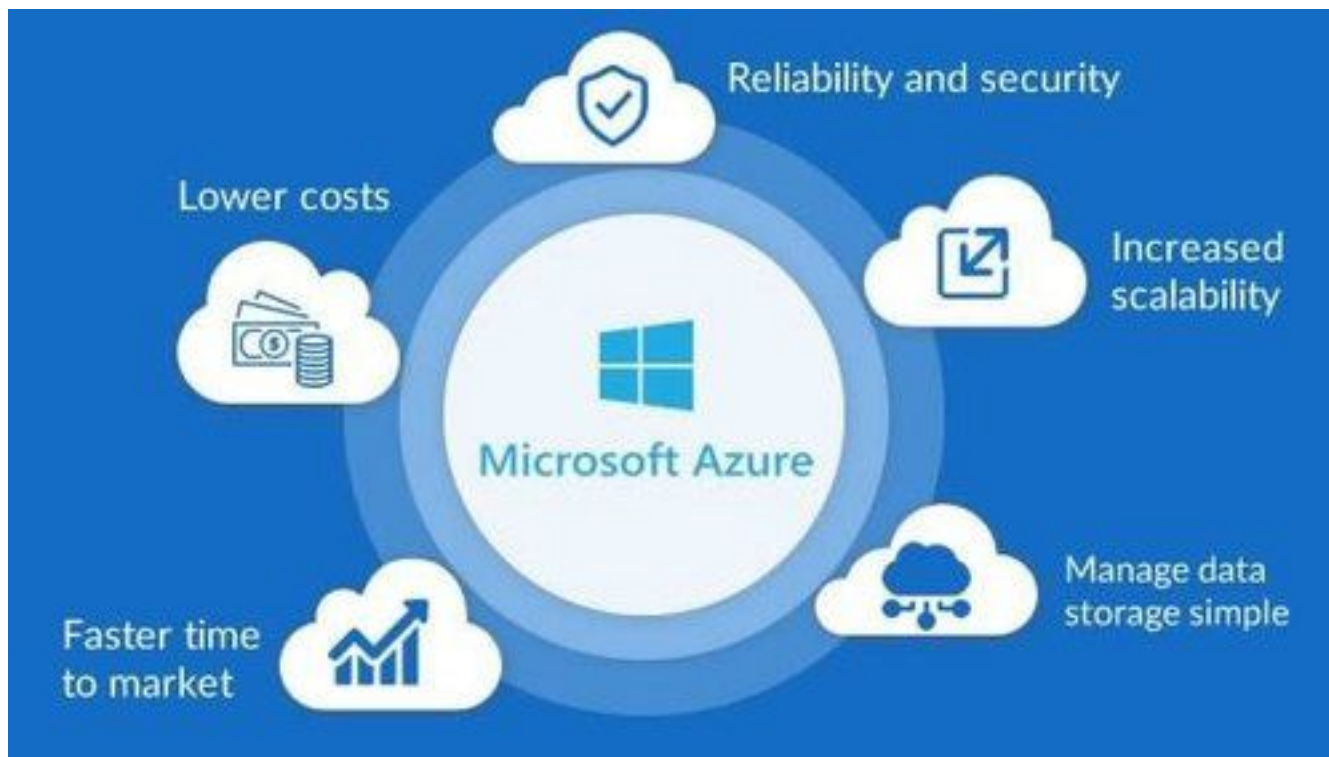 Reliability and security
Lower costs
Increased
scalability
Microsoft Azure
Manage data
storage simple
Faster time
to market